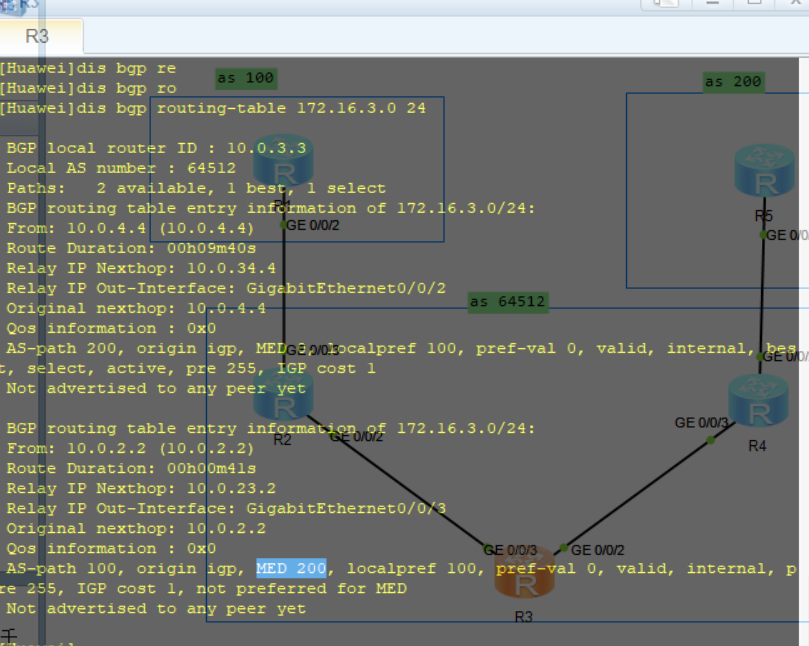 R3
R3
[Huawei]dis bgp re
[Huawei]dis bgp ro
[Huawei]dis bgp routing-table 172.16.3.0 24
BGP local router ID : 10.0.3.3
Local AS number : 64512
Paths:   2 available, 1 best, 1 select
BGP routing table entry information of 172.16.3.0/24:
From: 10.0.4.4 (10.0.4.4)
Route Duration: 00h09m40s
Relay IP Nexthop: 10.0.34.4
Relay IP Out-Interface: GigabitEthernet0/0/2
Original nexthop: 10.0.4.4
Qos information : 0x0
AS-path 200, origin igp, MED localpref 100, pref-val 0, valid, internal, bes
t, select, active, pre 255, IGP cost 1
Not advertised to any peer yet
BGP routing table entry information of 172.16.3.0/24:
From: 10.0.2.2 (10.0.2.2)
Route Duration: 00h00m41s
Relay IP Nexthop: 10.0.23.2
Relay IP Out-Interface: GigabitEthernet0/0/3
Original nexthop: 10.0.2.2
Qos information : 0x0
AS-path 100, origin igp, MED 200, localpref 100, pref-val 0, valid, internal, p
re 255, IGP cost 1, not preferred for MED
Not advertised to any peer yet
as 100
as 200
R5
GE 0/0/2
GE 0/0
as 64512
GE 0/0/3
GE 0/0/
R2
GE 0/0/2
GE 0/0/3
R4
GE 0/0/3
GE 0/0/2
R3